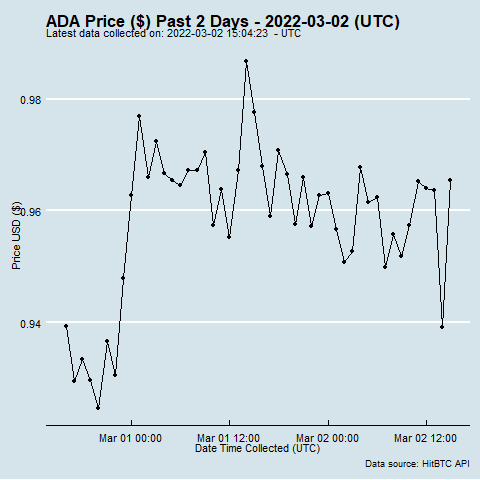 ADA Price ($) Past 2 Days - 2022-03-02 (UTC)
Latest data collected on: 2022-03-02 15:04:23 - UTC
0.98
0.96
0.94
Price USD ($)
Mar 01 00:00
Mar 01 12:00
Mar 02 00:00
Mar 02 12:00
Date Time Collected (UTC)
Data source: HitBTC API